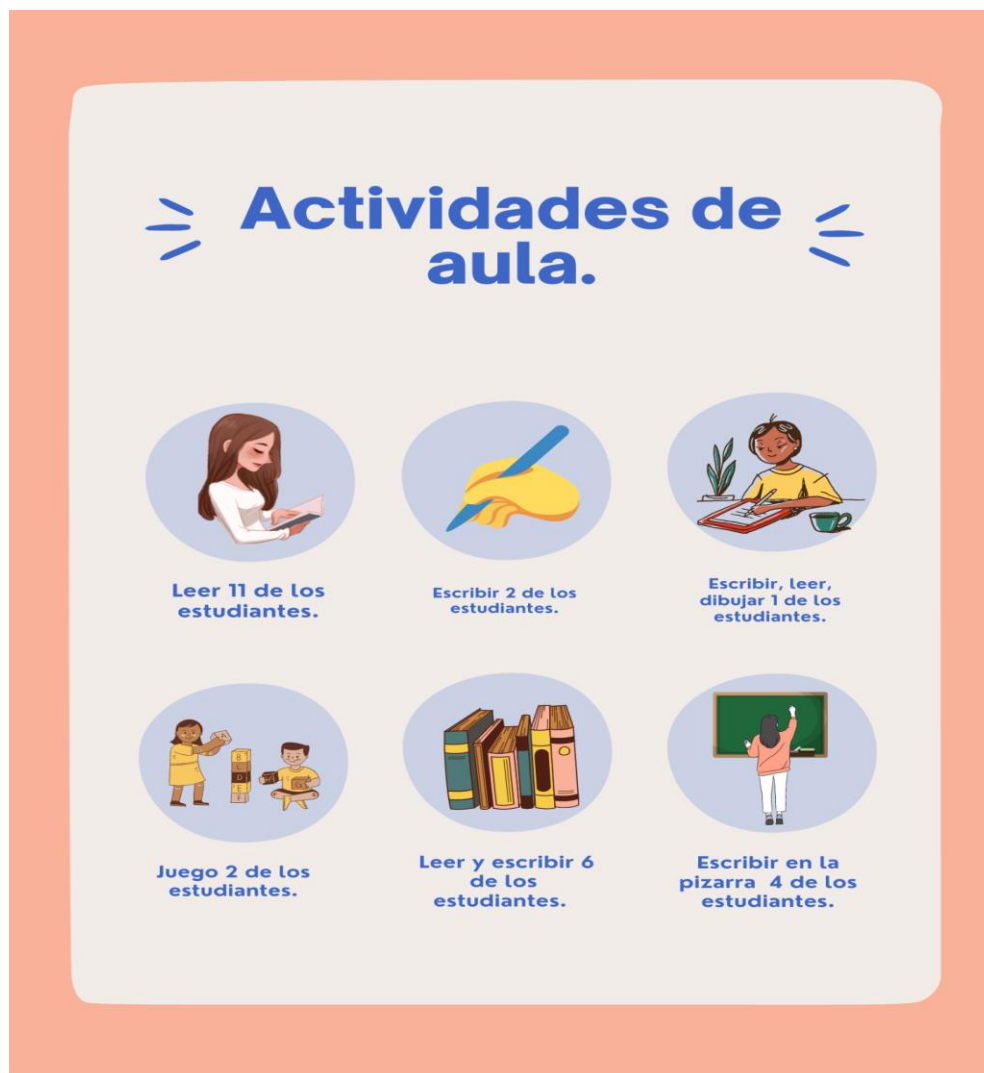 Actividades de
aula.
Leer 11 de los
estudiantes.
Escribir 2 de los
estudiantes.
Escribir, leer,
dibujar 1 de los
estudiantes.
Juego 2 de los
estudiantes.
Leer y escribir 6
de los
estudiantes.
Escribir en la
pizarra 4 de los
estudiantes.